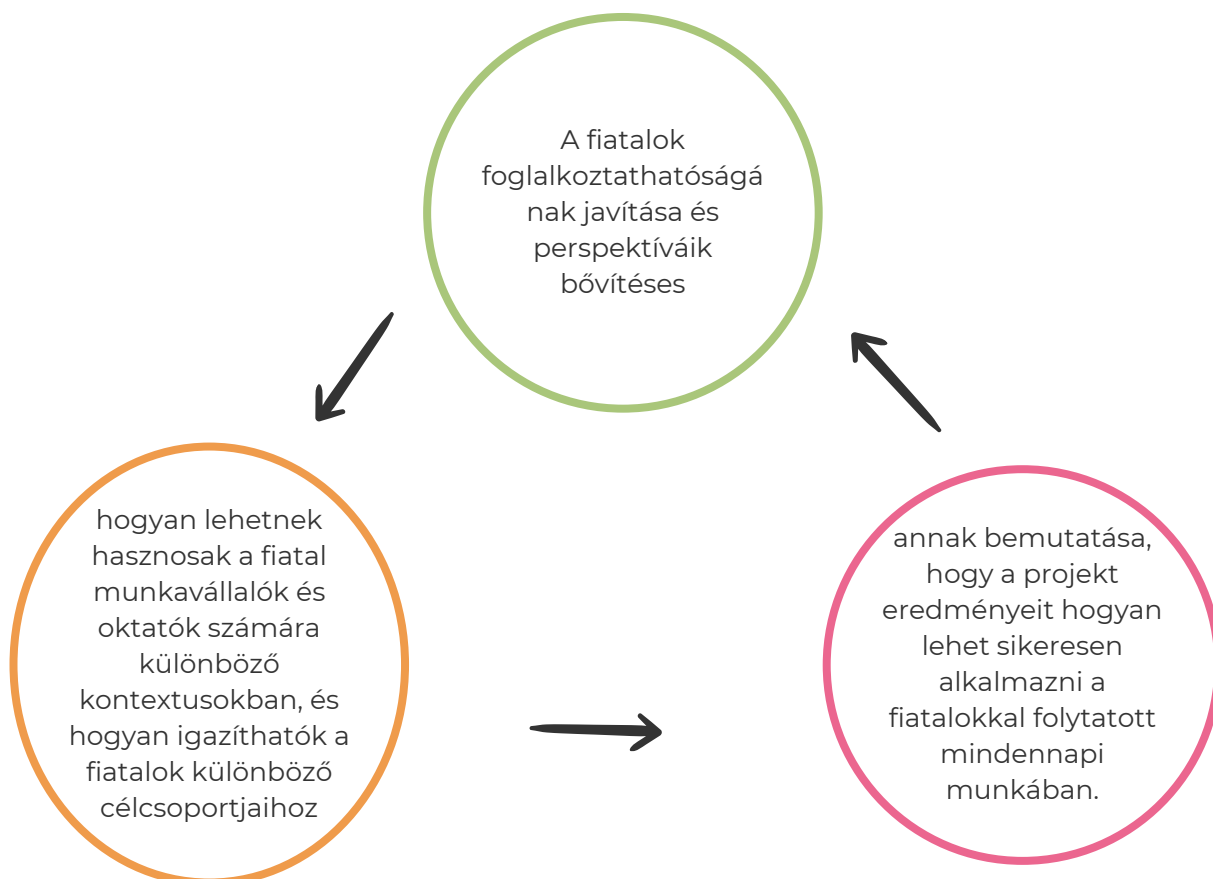 A fiatalok
foglalkoztathatóságá
nak javítása és
perspektíváik
bővítéses
hogyan lehetnek
hasznosak a fiatal
munkavállalók és
oktatók számára
különböző
kontextusokban, és
hogyan igazíthatók a
fiatalok különböző
célcsoportjaihoz
annak bemutatása,
hogy a projekt
eredményeit hogyan
lehet sikeresen
alkalmazni a
fiatalokkal folytatott
mindennapi
munkában.